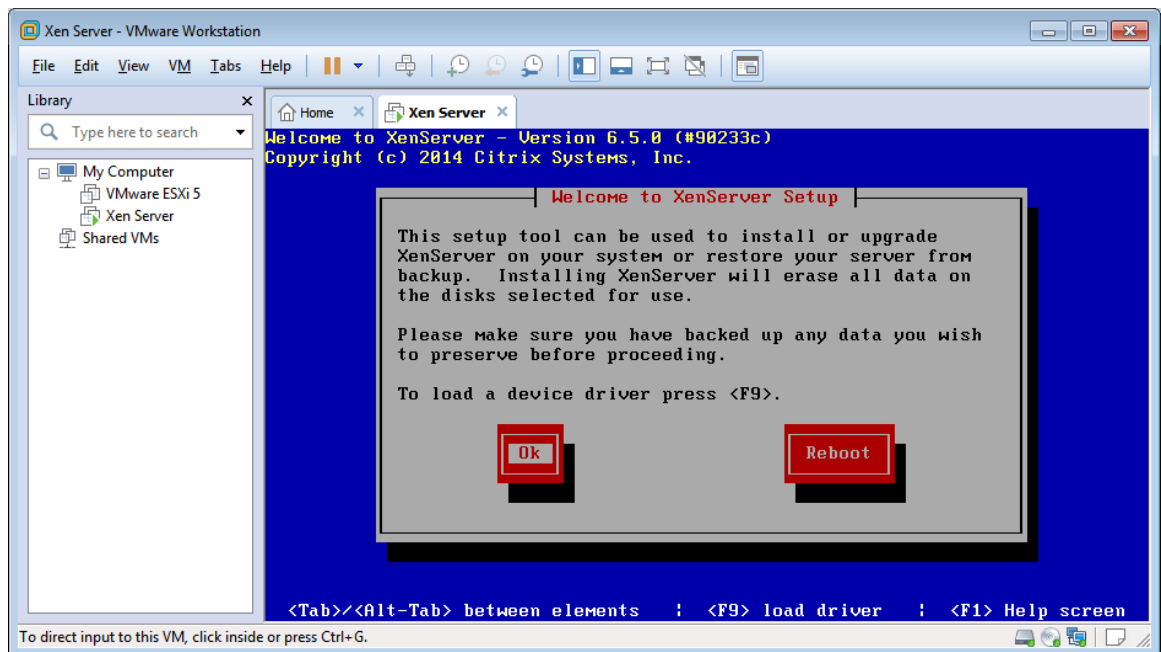 Xen Server - VMware Workstation
File Edit View VM Tabs Help
Library
Type here to search
My Computer
VMware ESXi 5
Xen Server
Shared VMs
Home Xen Server
Welcome to XenServer - Version 6.5.0 (#90233c)
Copyright (c) 2014 Citrix Systems, Inc.
Welcome to XenServer Setup
This setup tool can be used to install or upgrade
XenServer on your system or restore your server from
backup. Installing XenServer will erase all data on
the disks selected for use.
Please make sure you have backed up any data you wish
to preserve before proceeding.
To load a device driver press <F9>.
Ok Reboot
<Tab>/<Alt-Tab> between elements ¦ <F9> load driver ¦ <F1> Help screen
To direct input to this VM, click inside or press Ctrl+G.